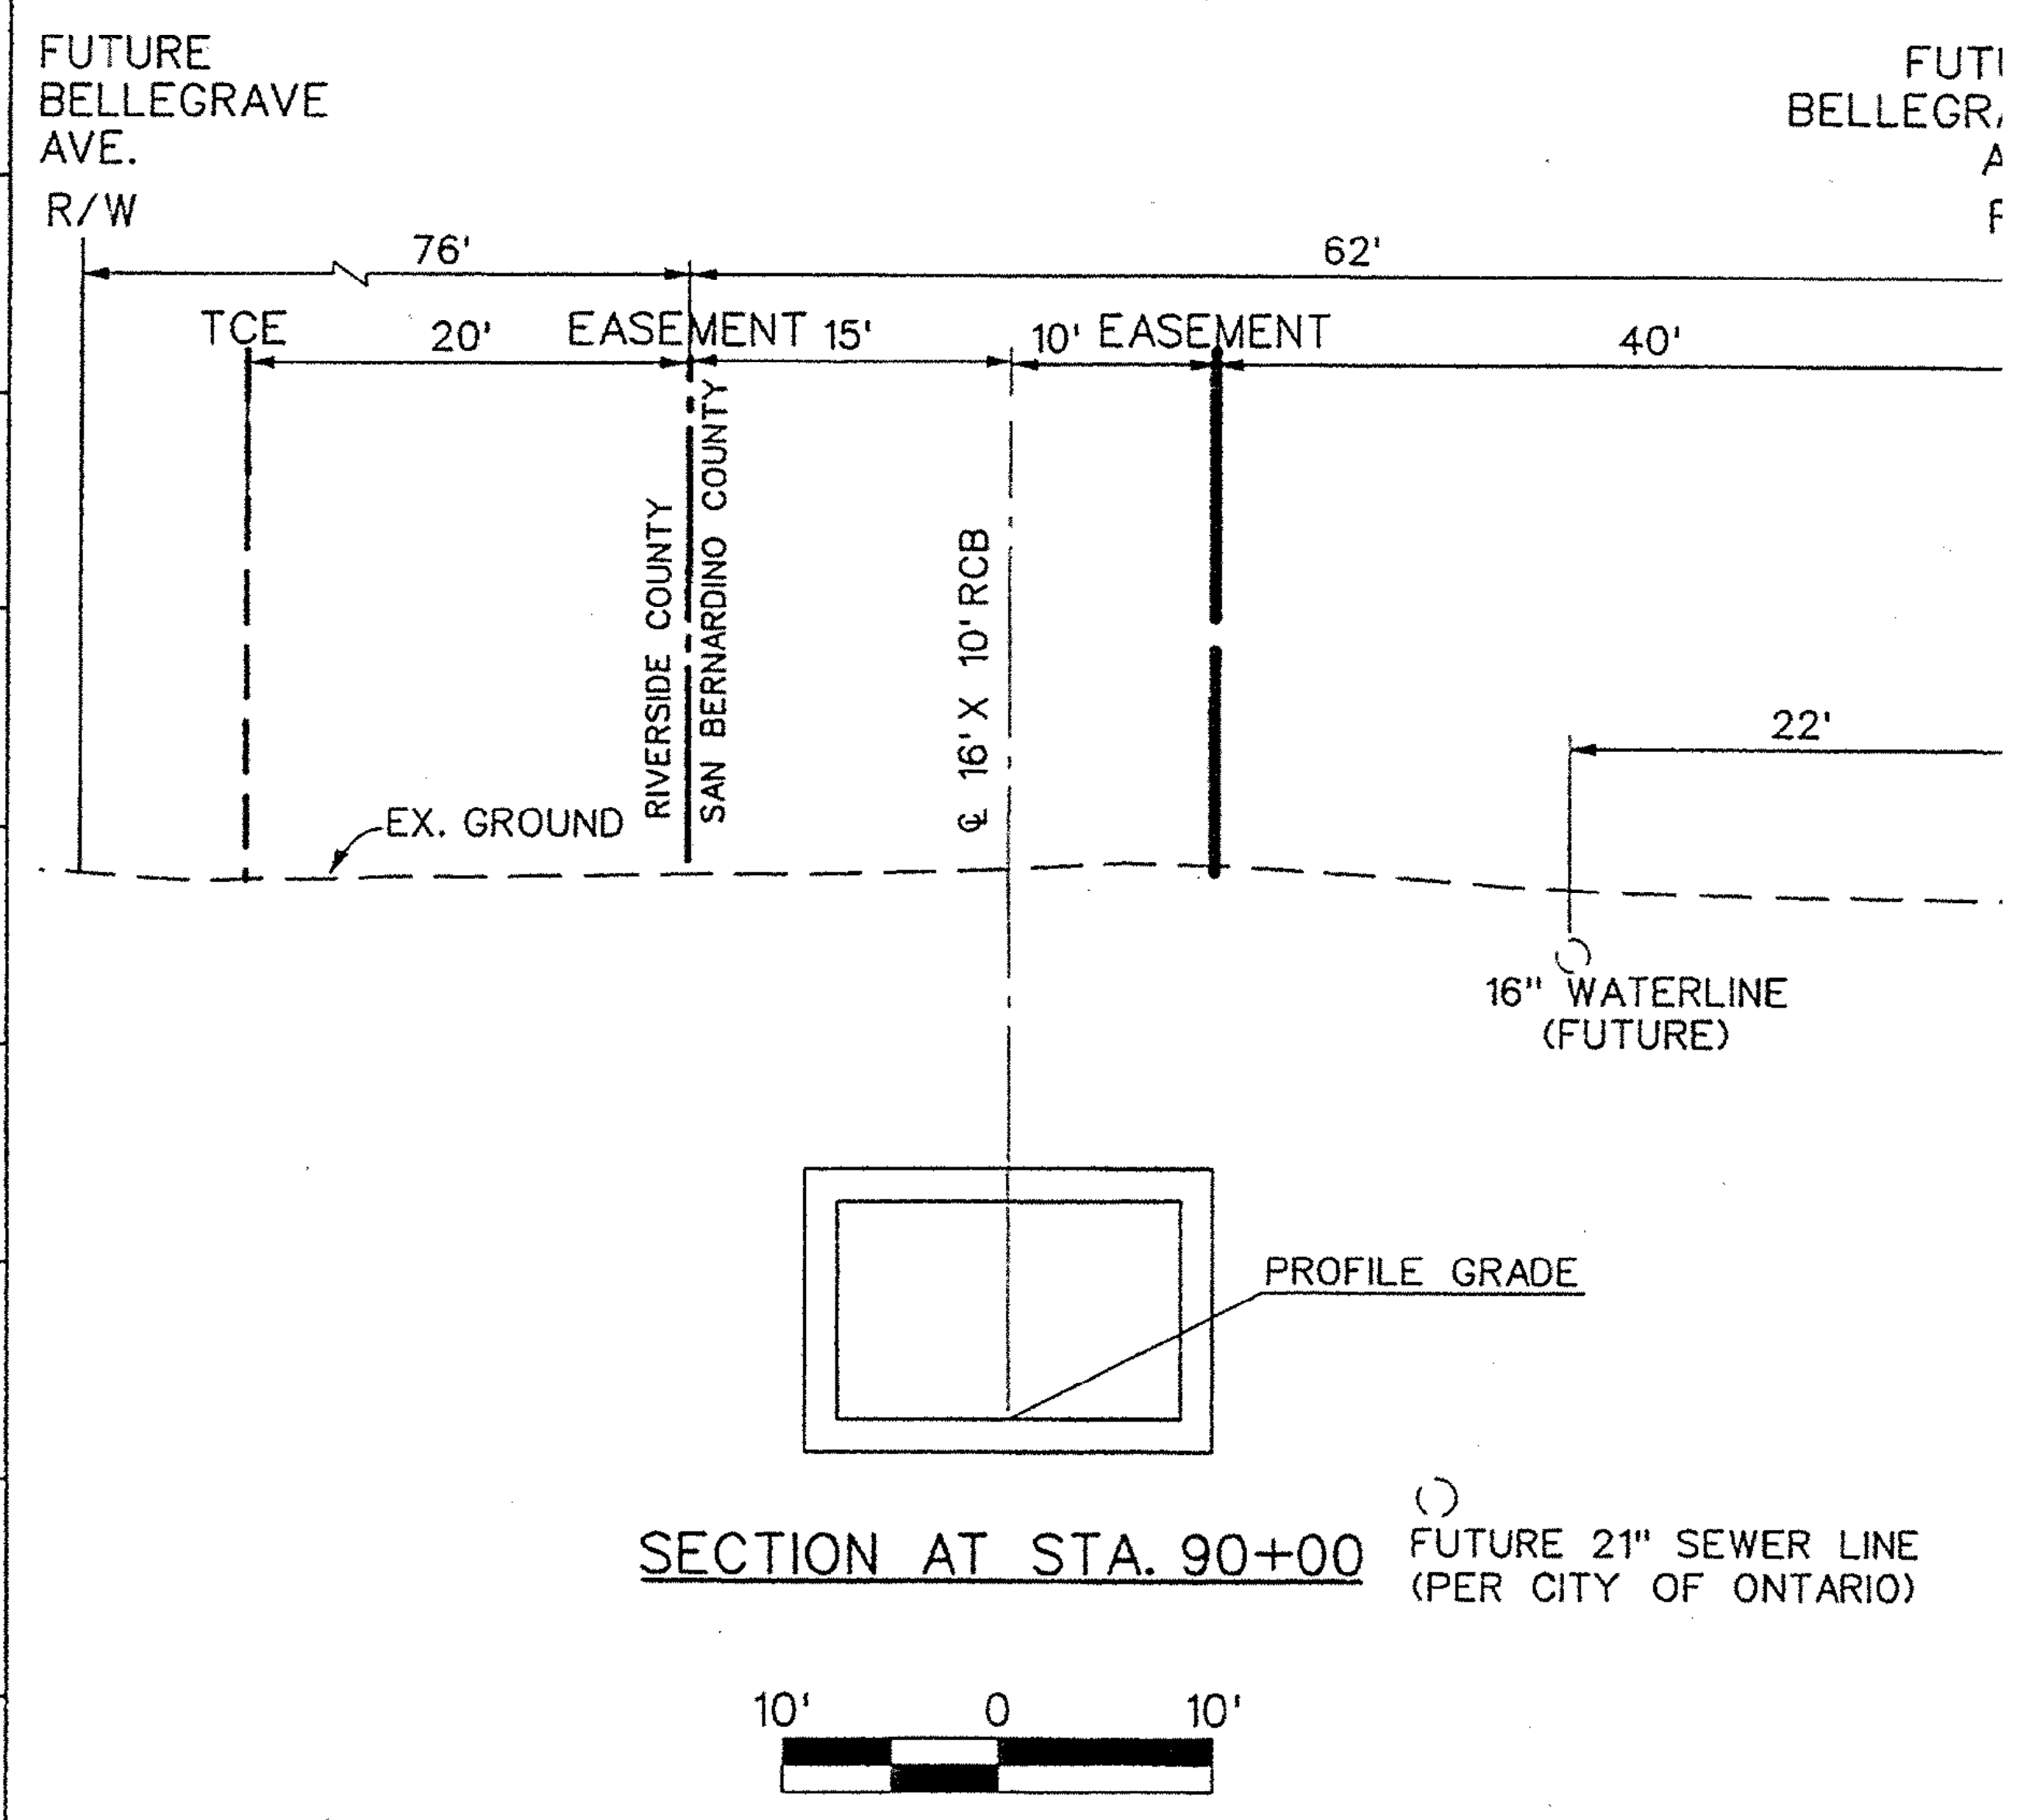 FUTURE
BELLEGRAVE
AVE.
R/W
76'
62'
TCE
20'
EASEMENT
15'
10'
EASEMENT
40'
RIVERSIDE COUNTY
SAN BERNARDINO COUNTY
℄ 16' X 10' RCB
22'
EX. GROUND
16" WATERLINE
(FUTURE)
PROFILE GRADE
SECTION AT STA. 90+00
FUTURE 21" SEWER LINE
(PER CITY OF ONTARIO)
10' 0 10'